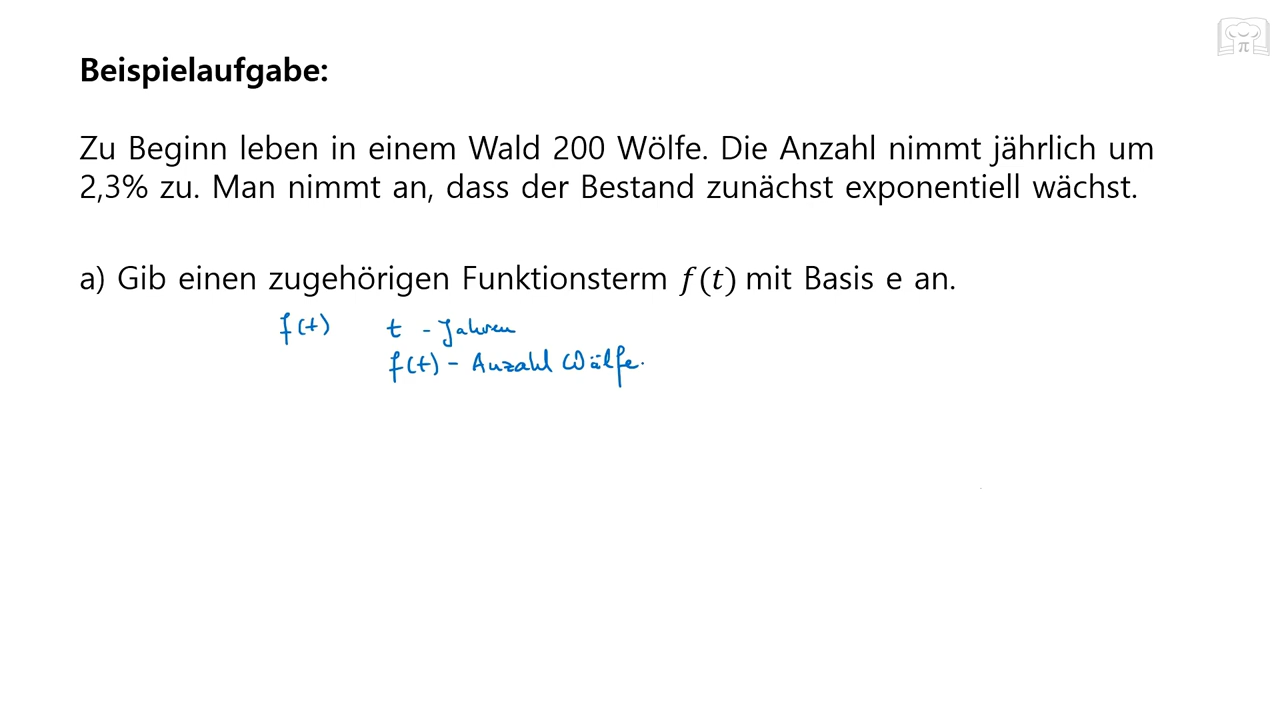 Beispielaufgabe:
Zu Beginn leben in einem Wald 200 Wölfe. Die Anzahl nimmt jährlich um
2,3% zu. Man nimmt an, dass der Bestand zunächst exponentiell wächst.
a) Gib einen zugehörigen Funktionsterm f(t) mit Basis e an.
f(t) t - Jahren
f(t) - Anzahl Wölfe.
π